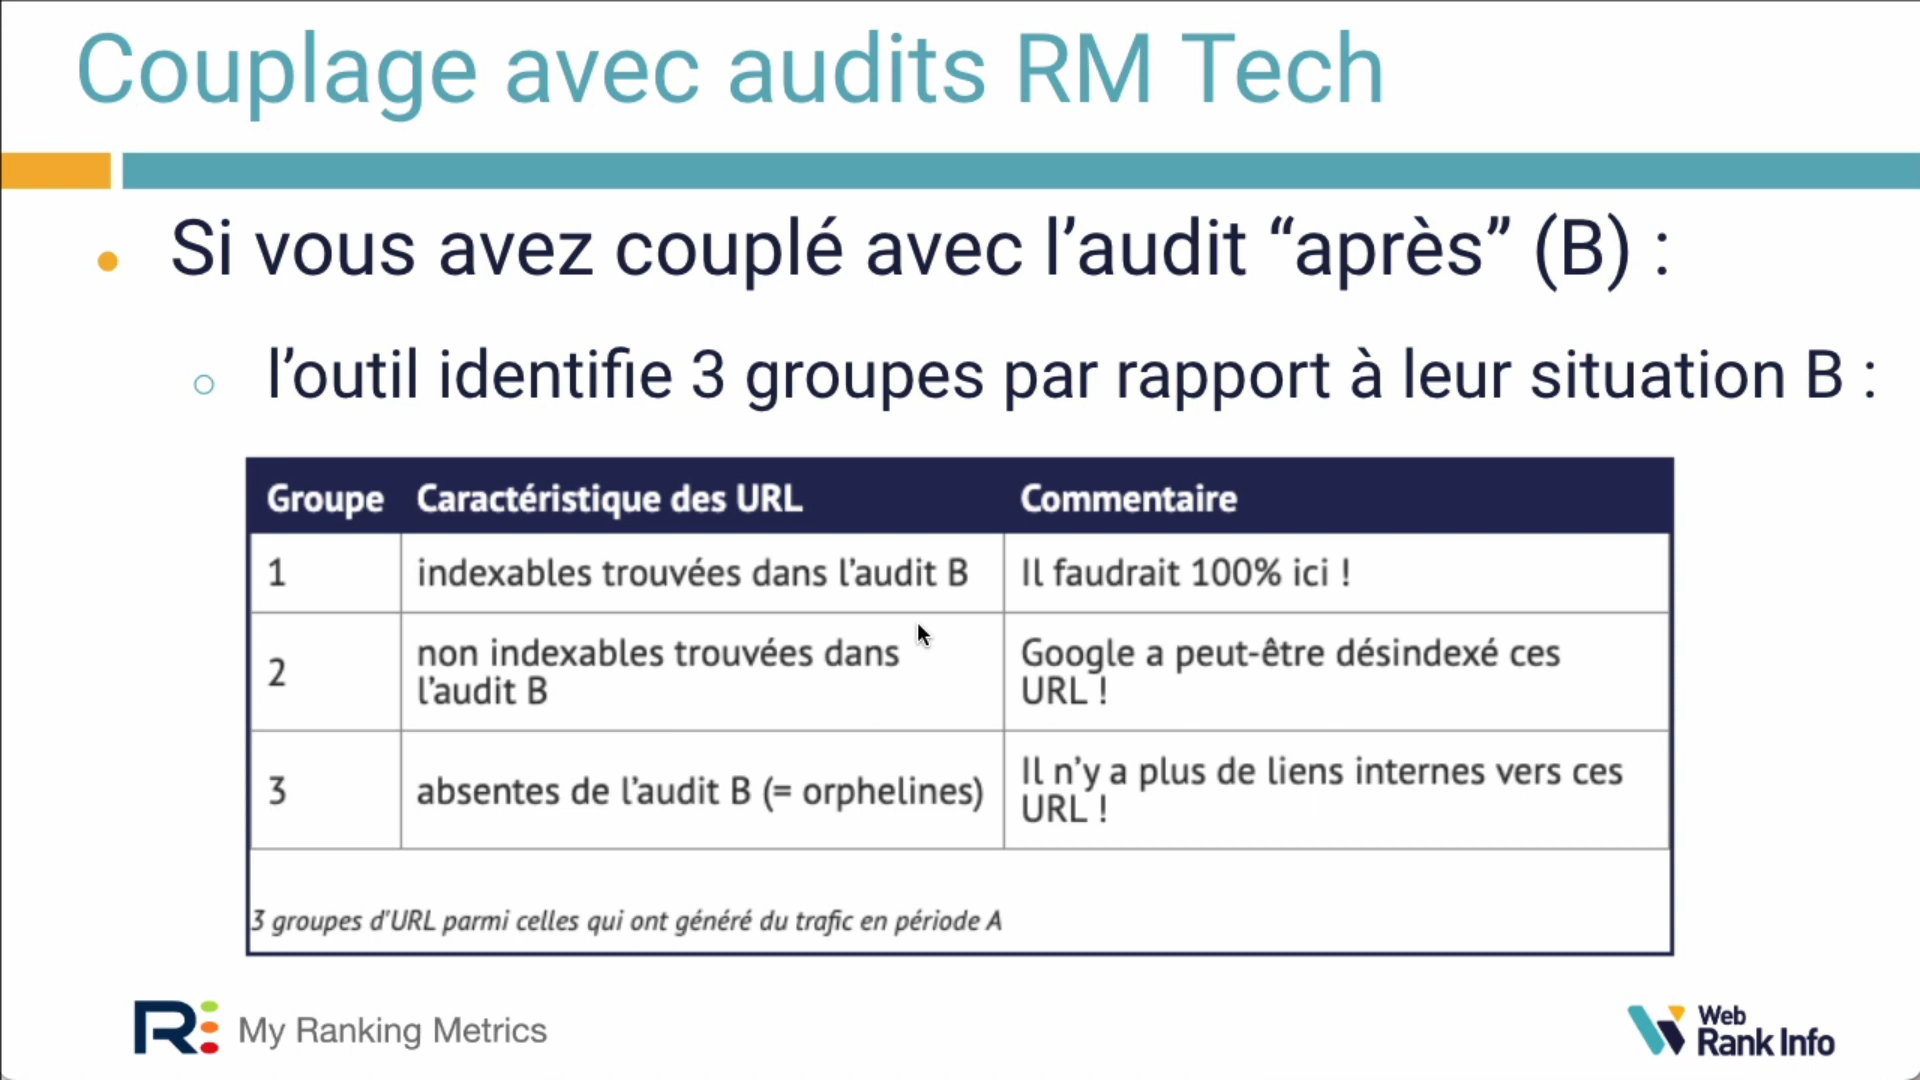 Couplage avec audits RM Tech
Si vous avez couplé avec l’audit “après” (B) :
l’outil identifie 3 groupes par rapport à leur situation B :
Groupe Caractéristique des URL Commentaire
1 indexables trouvées dans l’audit B Il faudrait 100% ici !
2 non indexables trouvées dans
l’audit B
Google a peut-être désindexé ces
URL !
3 absentes de l’audit B (= orphelines)
Il n’y a plus de liens internes vers ces
URL !
3 groupes d’URL parmi celles qui ont généré du trafic en période A
R
My Ranking Metrics
Web
Rank Info